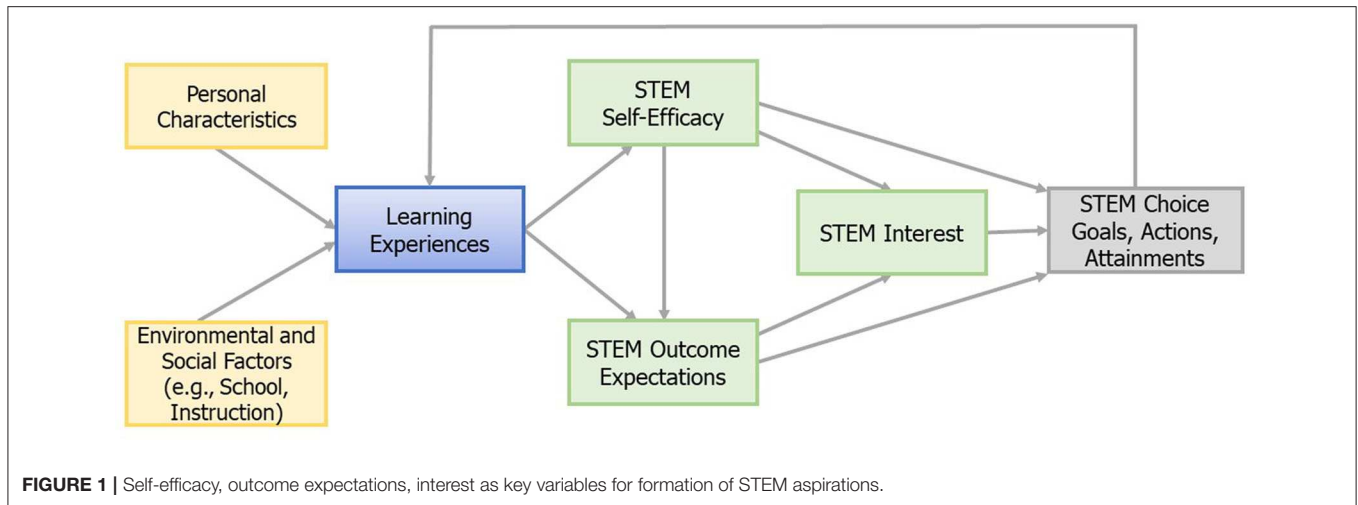 Personal
Characteristics
STEM
Self-Efficacy
Learning
Experiences
STEM Interest
STEM Choice
Goals, Actions,
Attainments
Environmental and
Social Factors
(e.g., School,
Instruction)
STEM Outcome
Expectations
FIGURE 1 | Self-efficacy, outcome expectations, interest as key variables for formation of STEM aspirations.